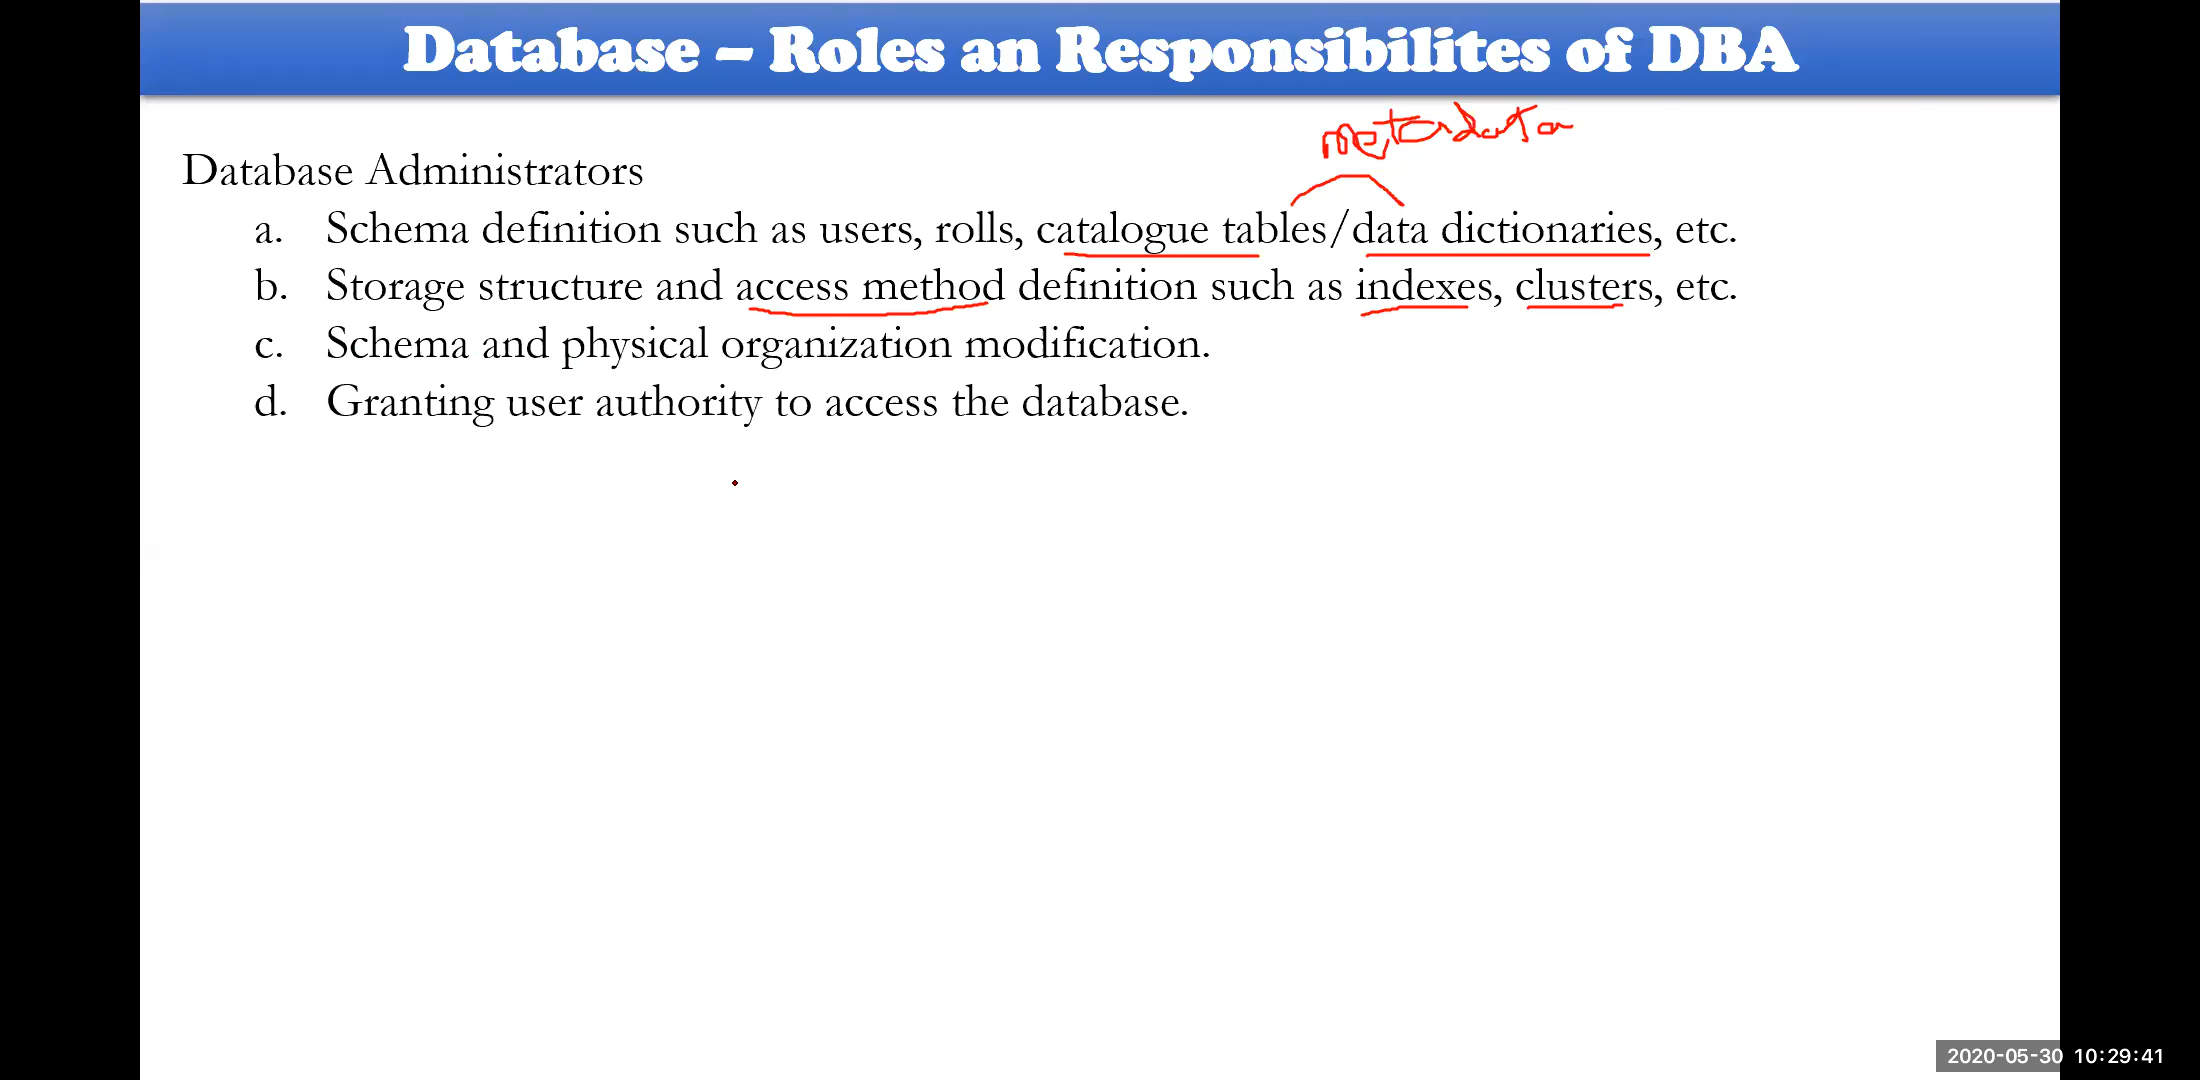 Database – Roles an Responsibilites of DBA
metadata
Database Administrators
a. Schema definition such as users, rolls, catalogue tables/data dictionaries, etc.
b. Storage structure and access method definition such as indexes, clusters, etc.
c. Schema and physical organization modification.
d. Granting user authority to access the database.
2020-05-30 10:29:41